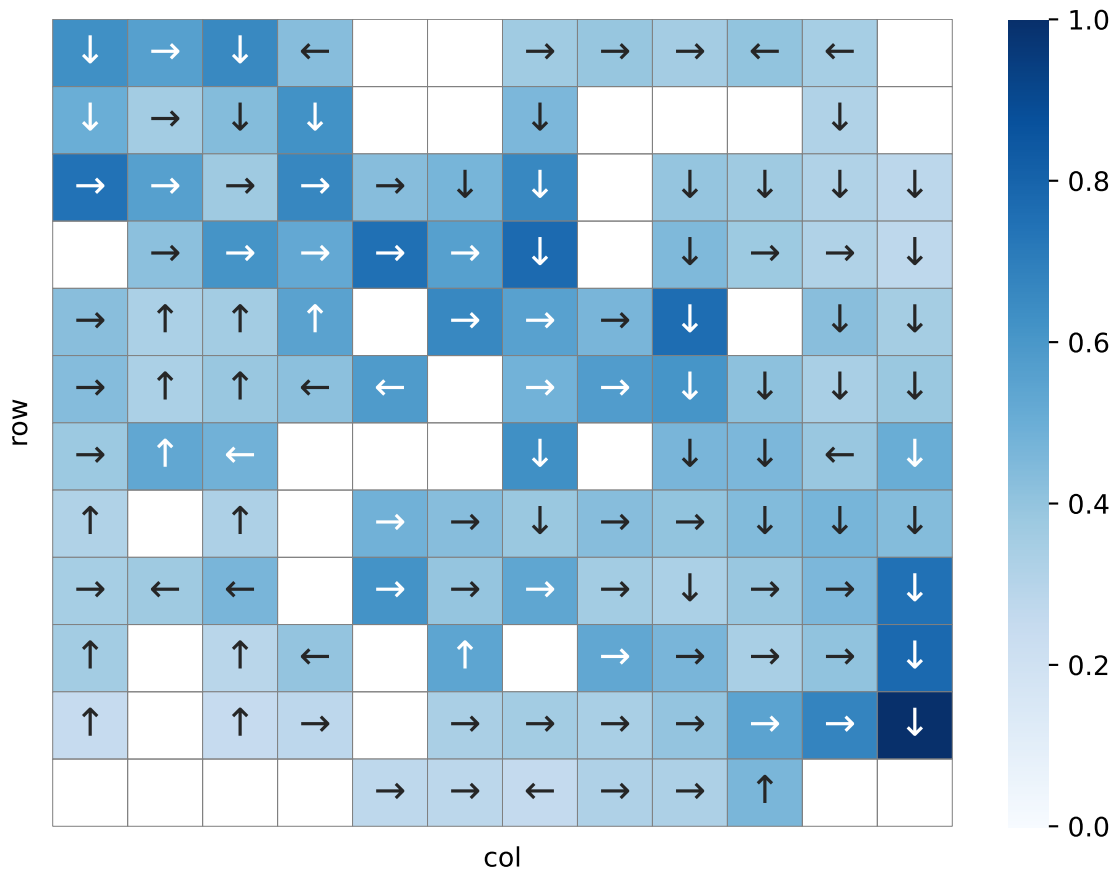 ↓ → ↓ ← → → → ← ←
↓ → ↓ ↓ ↓ ↓
→ → → → → ↓ ↓ ↓ ↓ ↓ ↓
→ → → → → ↓ ↓ → → ↓
→ ↑ ↑ ↑ → → → ↓ ↓ ↓
→ ↑ ↑ ← ← → → ↓ ↓ ↓ ↓
→ ↑ ← ↓ ↓ ↓ ← ↓
↑ ↑ → → ↓ → → ↓ ↓ ↓
→ ← ← → → → → ↓ → → ↓
↑ ↑ ← ↑ → → → → ↓
↑ ↑ → → → → → → → ↓
→ → ← → → ↑
row
col
1.0
0.8
0.6
0.4
0.2
0.0